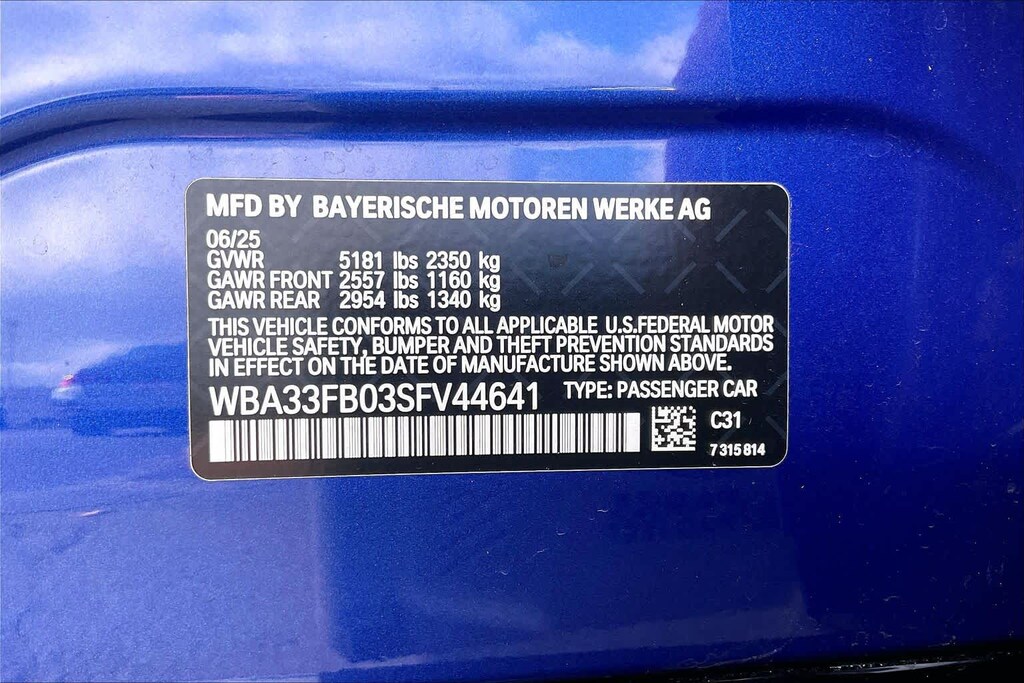 MFD BY BAYERISCHE MOTOREN WERKE AG
06/25
GVWR 5181 lbs 2350 kg
GAWR FRONT 2557 lbs 1160 kg
GAWR REAR 2954 lbs 1340 kg
THIS VEHICLE CONFORMS TO ALL APPLICABLE U.S.FEDERAL MOTOR
VEHICLE SAFETY, BUMPER AND THEFT PREVENTION STANDARDS
IN EFFECT ON THE DATE OF MANUFACTURE SHOWN ABOVE.
WBA33FB03SFV44641 TYPE: PASSENGER CAR
C31
7 315 814